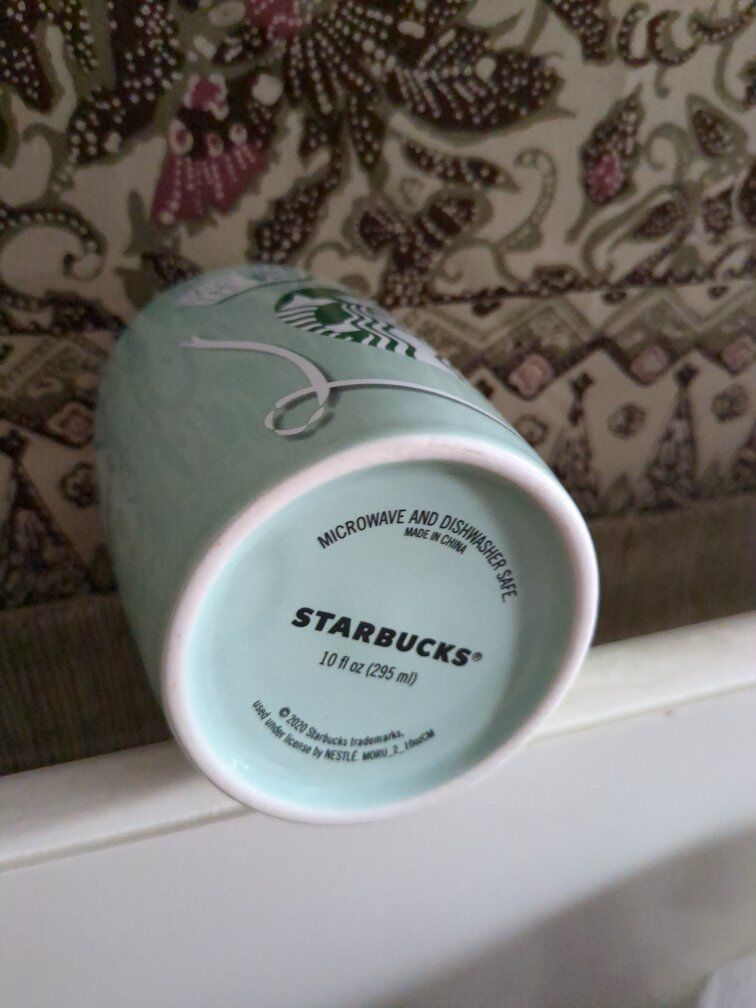 MICROWAVE AND DISHWASHER SAFE.
MADE IN CHINA
STARBUCKS®
10 fl oz (295 ml)
© 2020 Starbucks trademarks,
used under license by NESTLÉ. MORU_2_10ozCM